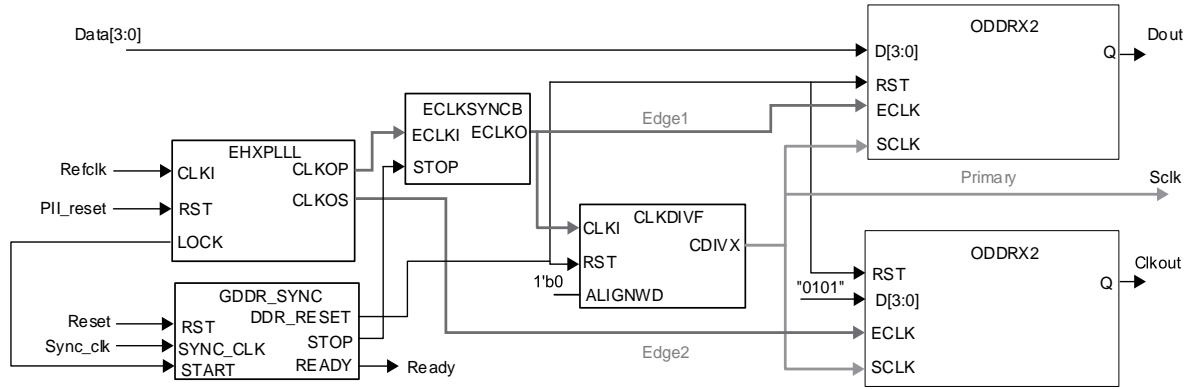 Data[3:0]
ODDRX2
D[3:0]
Q
Dout
RST
ECLK
SCLK
ECLKSYNCB
ECLKI
ECLKO
STOP
Edge1
EHXPLLL
Refclk
CLKI
CLKOP
Pll_reset
RST
CLKOS
LOCK
Primary
Sclk
CLKDIVF
CLKI
CDIVX
RST
1'b0
ALIGNWD
ODDRX2
RST
Q
Clkout
"0101"
D[3:0]
ECLK
SCLK
GDDR_SYNC
DDR_RESET
Reset
RST
STOP
Sync_clk
SYNC_CLK
START
READY
Ready
Edge2